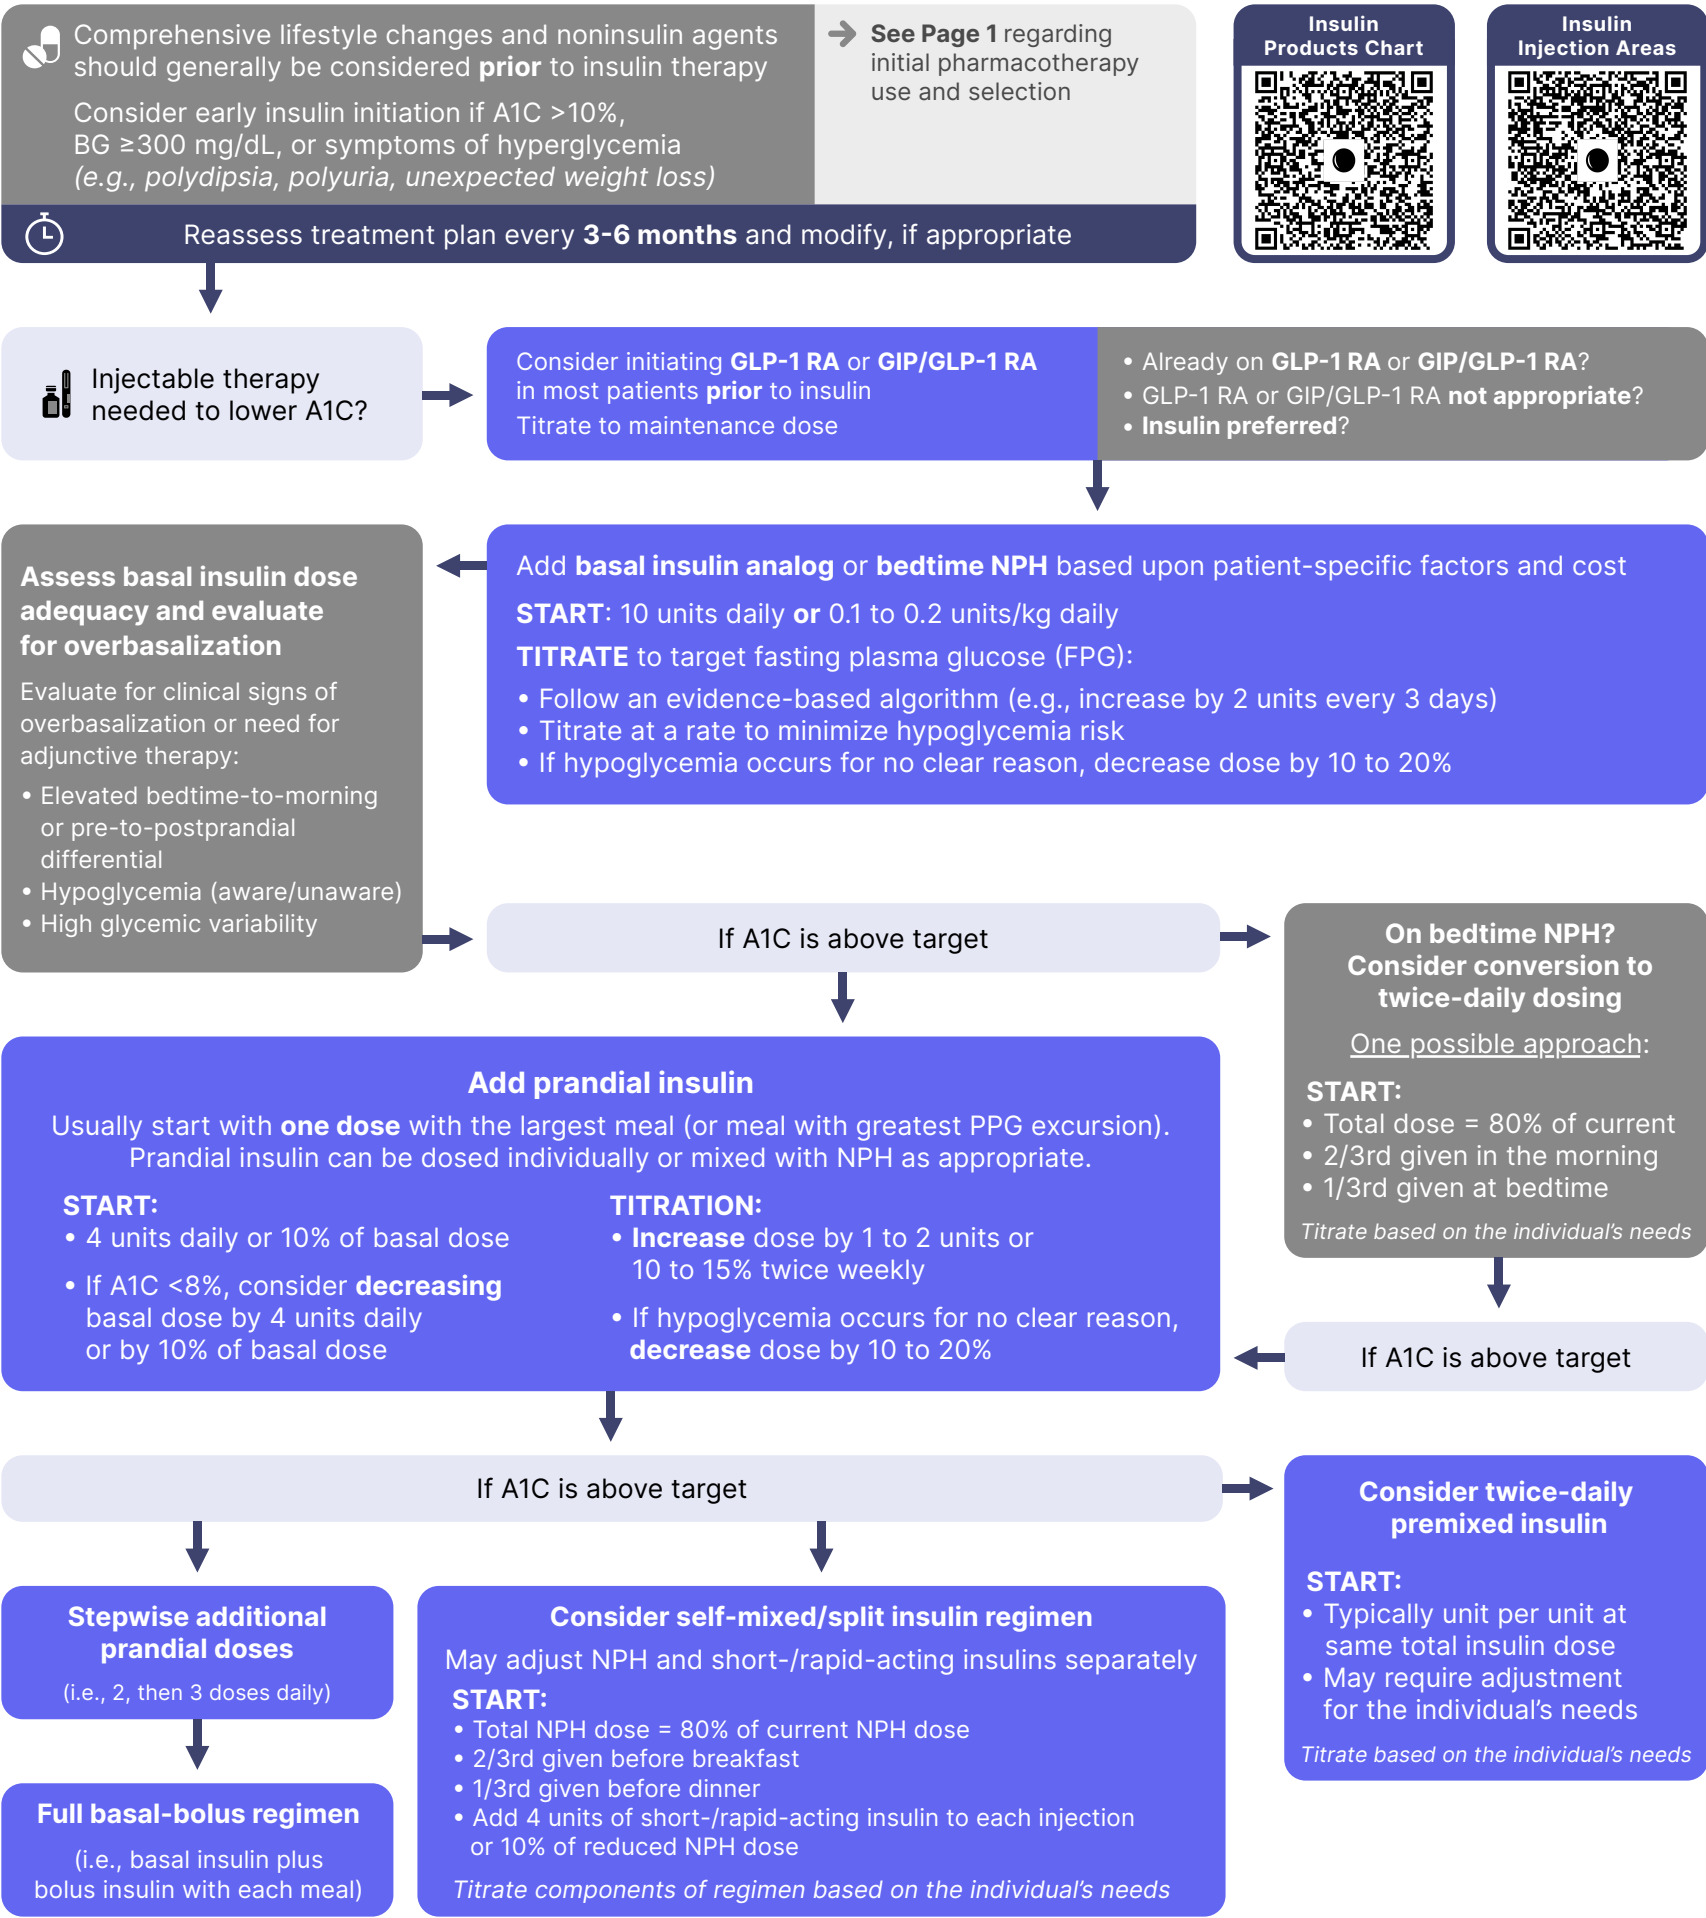 Comprehensive lifestyle changes and noninsulin agents
should generally be considered prior to insulin therapy
Consider early insulin initiation if A1C >10%,
BG ≥300 mg/dL, or symptoms of hyperglycemia
(e.g., polydipsia, polyuria, unexpected weight loss)
See Page 1 regarding
initial pharmacotherapy
use and selection
Insulin
Products Chart
Insulin
Injection Areas
Reassess treatment plan every 3-6 months and modify, if appropriate
Injectable therapy
needed to lower A1C?
Consider initiating GLP-1 RA or GIP/GLP-1 RA
in most patients prior to insulin
Titrate to maintenance dose
• Already on GLP-1 RA or GIP/GLP-1 RA?
• GLP-1 RA or GIP/GLP-1 RA not appropriate?
• Insulin preferred?
Add basal insulin analog or bedtime NPH based upon patient-specific factors and cost
START: 10 units daily or 0.1 to 0.2 units/kg daily
TITRATE to target fasting plasma glucose (FPG):
• Follow an evidence-based algorithm (e.g., increase by 2 units every 3 days)
• Titrate at a rate to minimize hypoglycemia risk
• If hypoglycemia occurs for no clear reason, decrease dose by 10 to 20%
Assess basal insulin dose
adequacy and evaluate
for overbasalization
Evaluate for clinical signs of
overbasalization or need for
adjunctive therapy:
• Elevated bedtime-to-morning
or pre-to-postprandial
differential
• Hypoglycemia (aware/unaware)
• High glycemic variability
If A1C is above target
On bedtime NPH?
Consider conversion to
twice-daily dosing
One possible approach:
START:
• Total dose = 80% of current
• 2/3rd given in the morning
• 1/3rd given at bedtime
Titrate based on the individual's needs
If A1C is above target
Add prandial insulin
Usually start with one dose with the largest meal (or meal with greatest PPG excursion).
Prandial insulin can be dosed individually or mixed with NPH as appropriate.
START:
• 4 units daily or 10% of basal dose
• If A1C <8%, consider decreasing
basal dose by 4 units daily
or by 10% of basal dose
TITRATION:
• Increase dose by 1 to 2 units or
10 to 15% twice weekly
• If hypoglycemia occurs for no clear reason,
decrease dose by 10 to 20%
If A1C is above target
Stepwise additional
prandial doses
(i.e., 2, then 3 doses daily)
Full basal-bolus regimen
(i.e., basal insulin plus
bolus insulin with each meal)
Consider self-mixed/split insulin regimen
May adjust NPH and short-/rapid-acting insulins separately
START:
• Total NPH dose = 80% of current NPH dose
• 2/3rd given before breakfast
• 1/3rd given before dinner
• Add 4 units of short-/rapid-acting insulin to each injection
or 10% of reduced NPH dose
Titrate components of regimen based on the individual's needs
Consider twice-daily
premixed insulin
START:
• Typically unit per unit at
same total insulin dose
• May require adjustment
for the individual's needs
Titrate based on the individual's needs